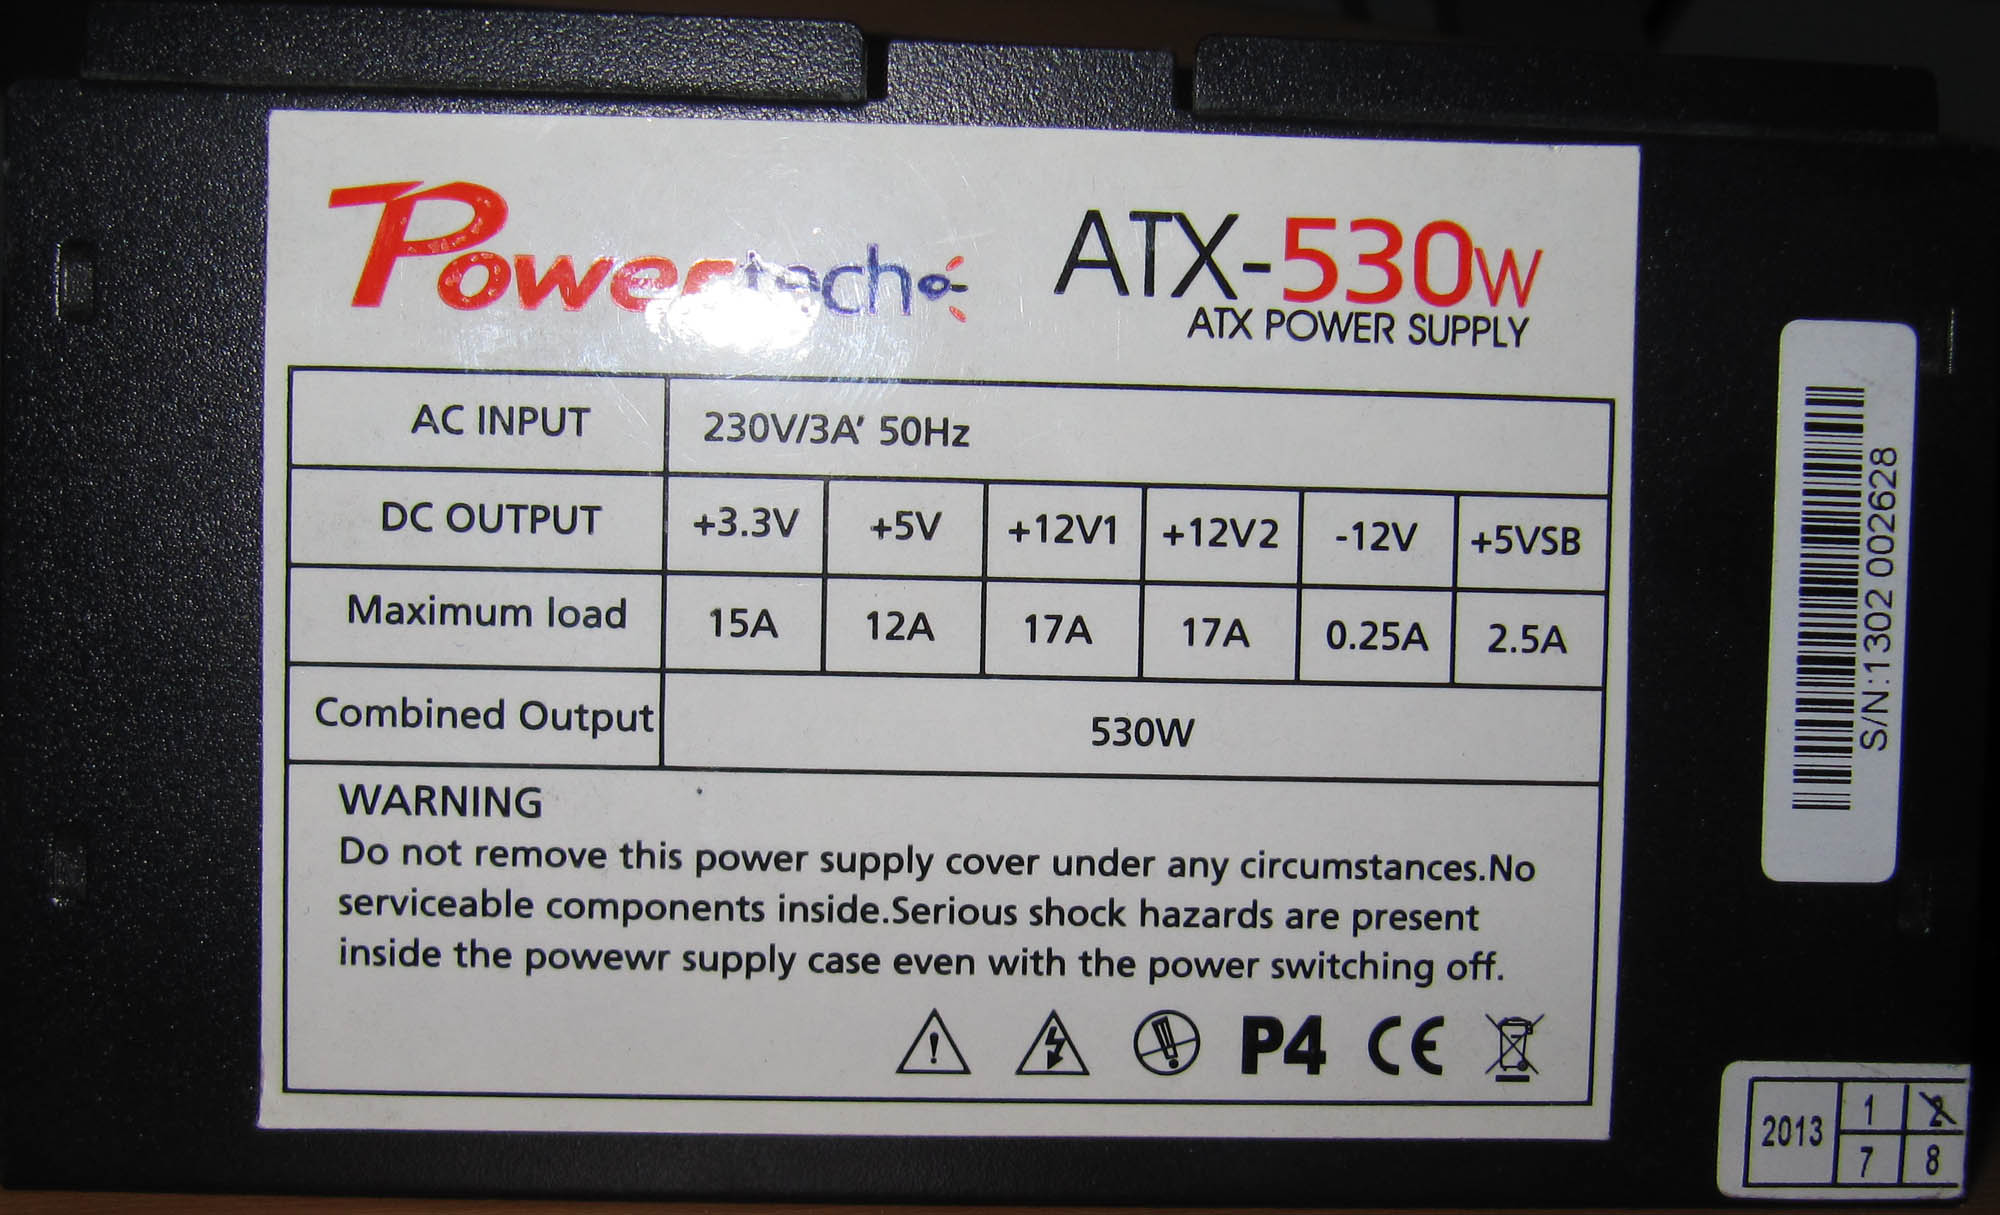 Powertech
ATX-530W
ATX POWER SUPPLY
AC INPUT 230V/3A' 50Hz
DC OUTPUT +3.3V +5V +12V1 +12V2 -12V +5VSB
Maximum load 15A 12A 17A 17A 0.25A 2.5A
Combined Output 530W
WARNING
Do not remove this power supply cover under any circumstances.No
serviceable components inside.Serious shock hazards are present
inside the powewr supply case even with the power switching off.
P4 CE
S/N:1302 002628
2013 1 2
7 8